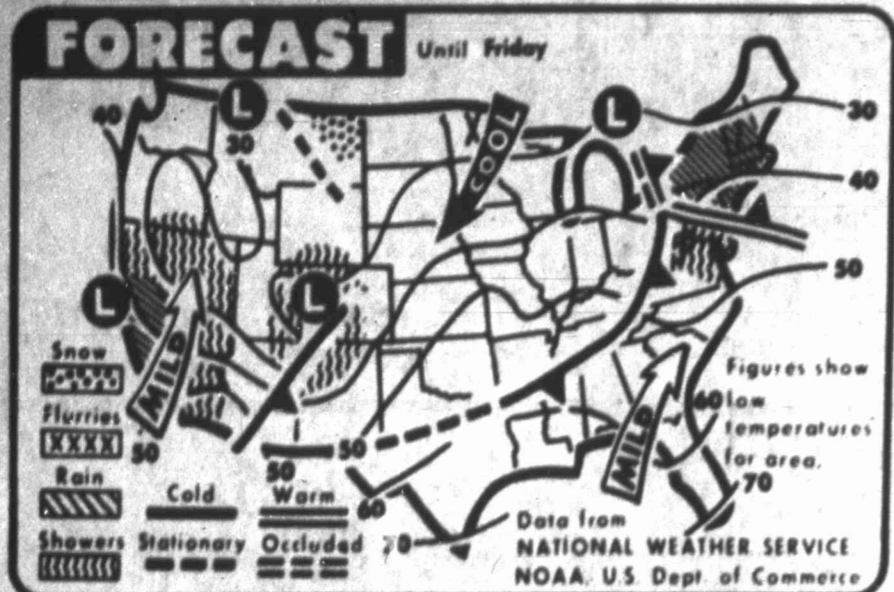 FORECAST Until Friday
40
L
30
COOL
L
30
40
50
L
L
MILD
50
Snow
Flurries
XXXX
Rain
Showers
Cold
Stationary
Warm
Occluded
50
50
60
70
MILD
60
70
Figures show
low
temperatures
for area.
Data from
NATIONAL WEATHER SERVICE
NOAA, U.S. Dept. of Commerce